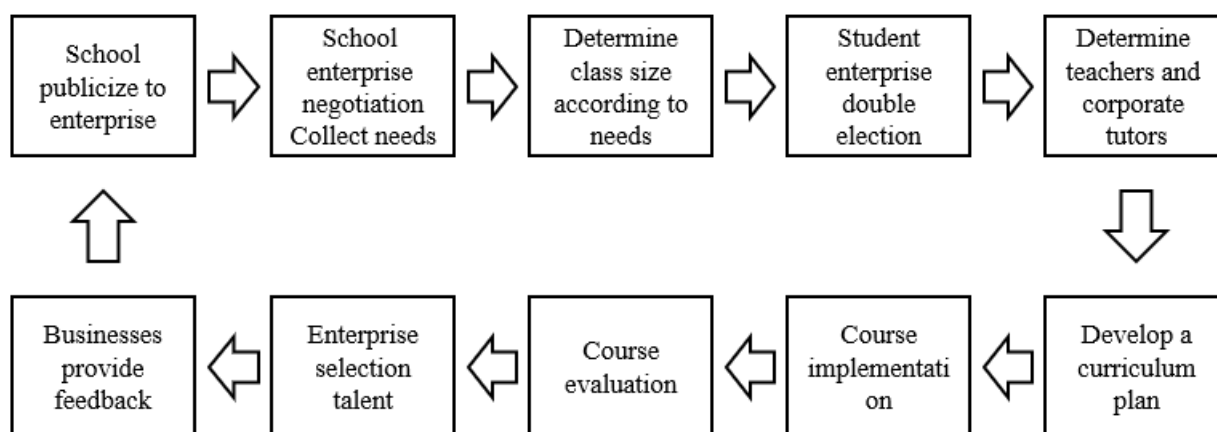 School
publicize to
enterprise
School
enterprise
negotiation
Collect needs
Determine
class size
according to
needs
Student
enterprise
double
election
Determine
teachers and
corporate
tutors
Develop a
curriculum
plan
Course
implementati
on
Course
evaluation
Enterprise
selection
talent
Businesses
provide
feedback